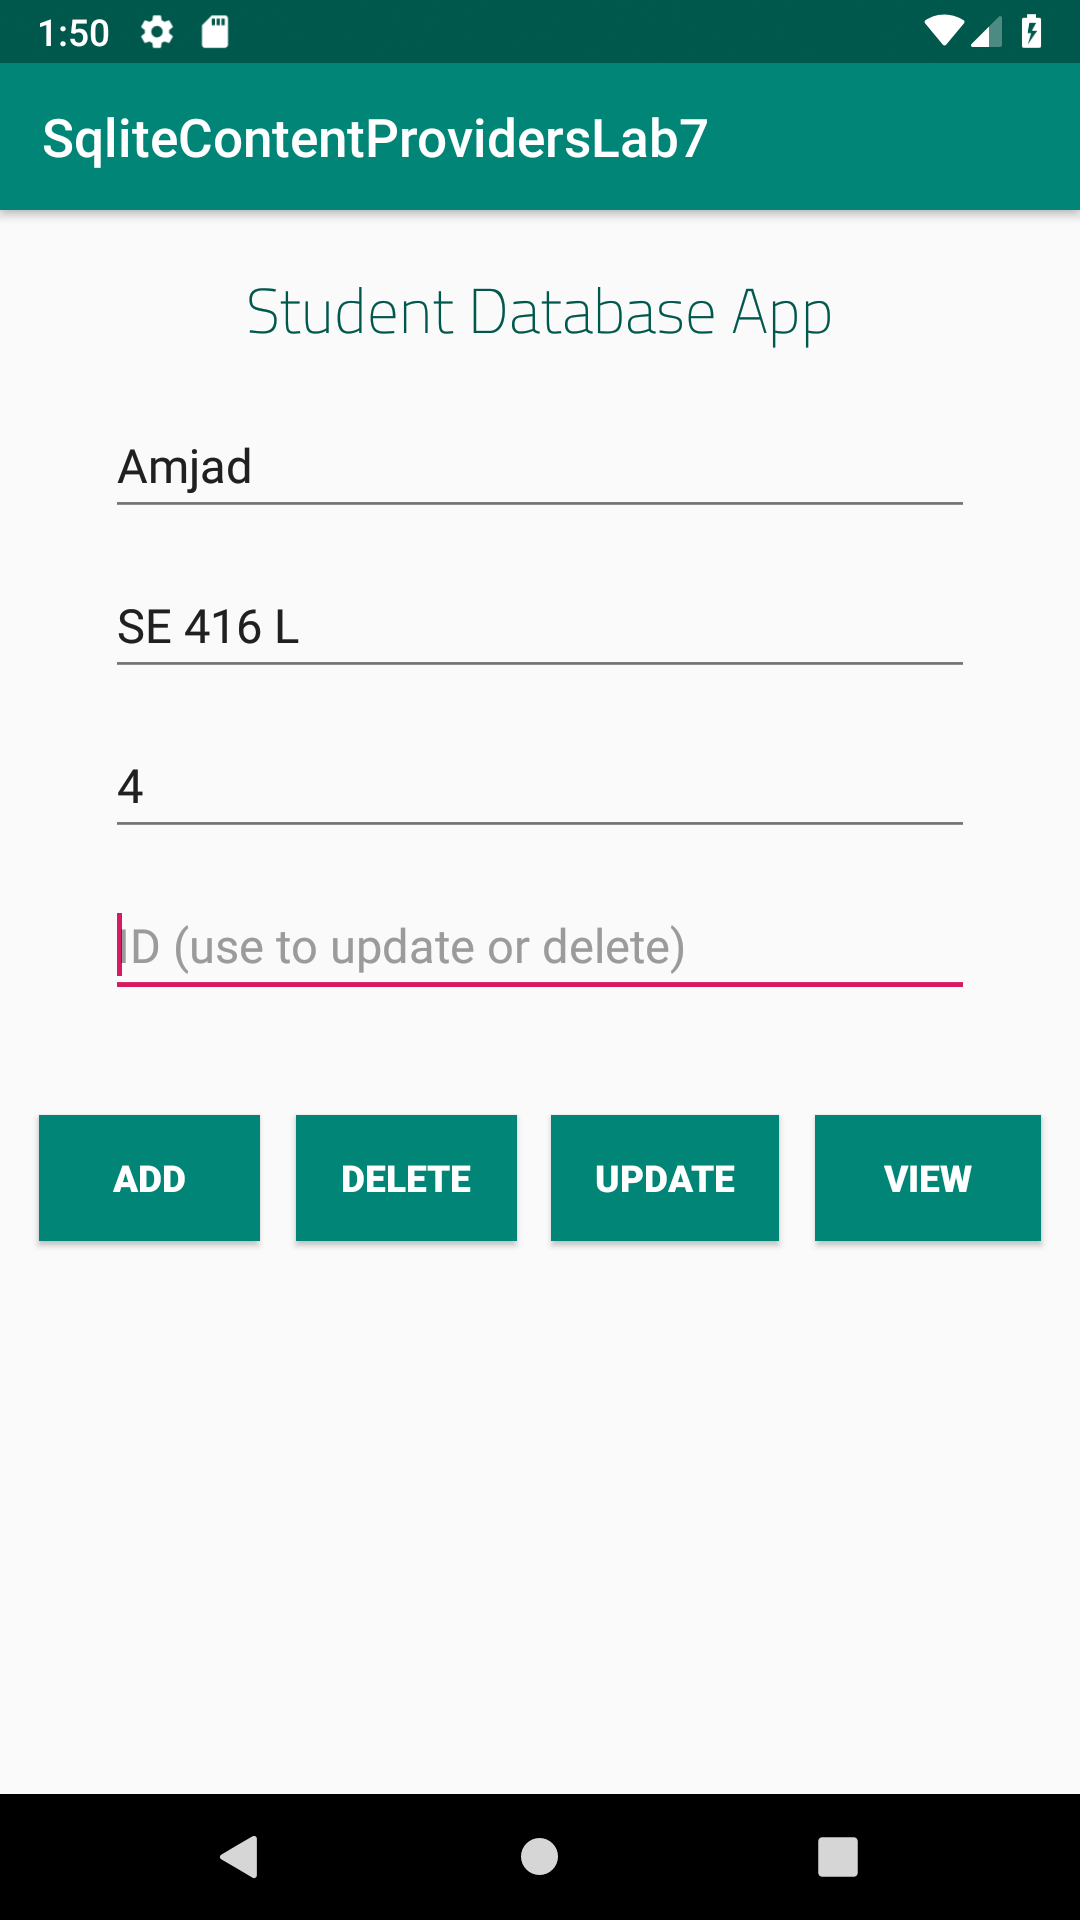 1:50
SqliteContentProvidersLab7
Student Database App
Amjad
SE 416 L
4
ID (use to update or delete)
ADD DELETE UPDATE VIEW